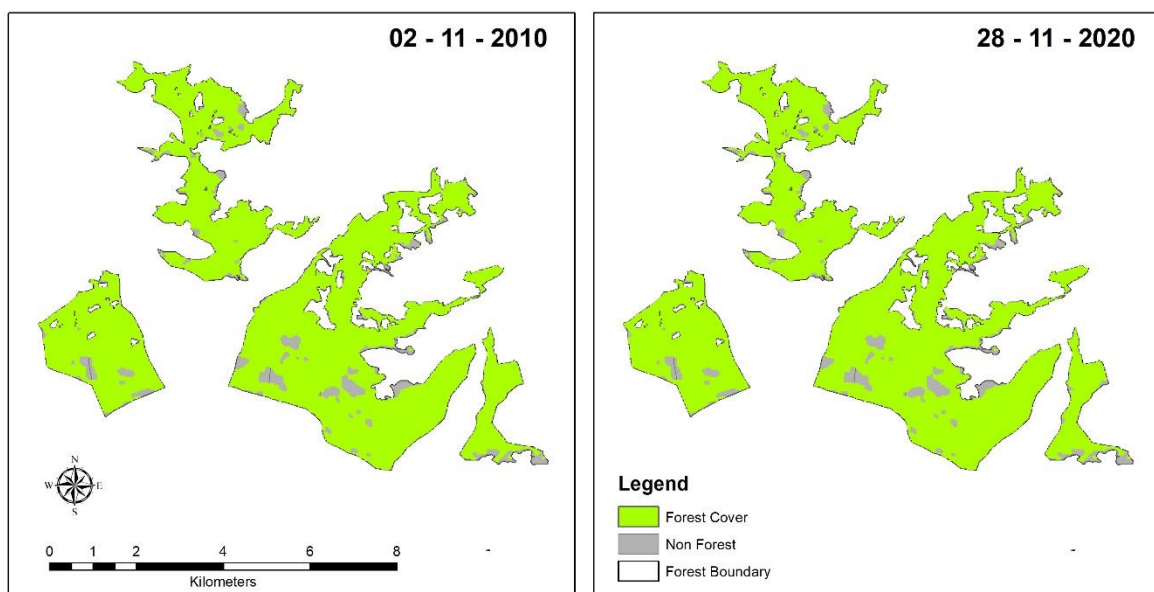 02 - 11 - 2010
N
W E
S
0 1 2 4 6 8
Kilometers
-
28 - 11 - 2020
Legend
Forest Cover
Non Forest
Forest Boundary
-